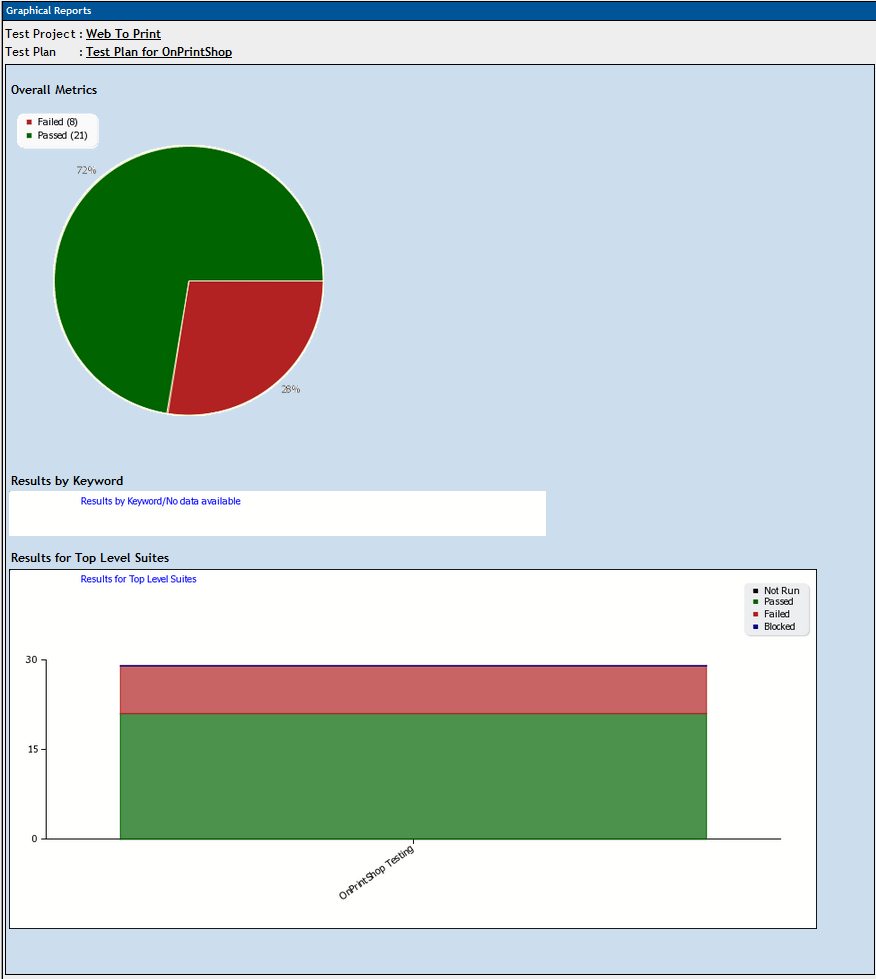 Graphical Reports
Test Project : Web To Print
Test Plan : Test Plan for OnPrintShop
Overall Metrics
Failed (8)
Passed (21)
72%
28%
Results by Keyword
Results by Keyword/No data available
Results for Top Level Suites
Results for Top Level Suites
Not Run
Passed
Failed
Blocked
30
15
0
OnPrintShop Testing